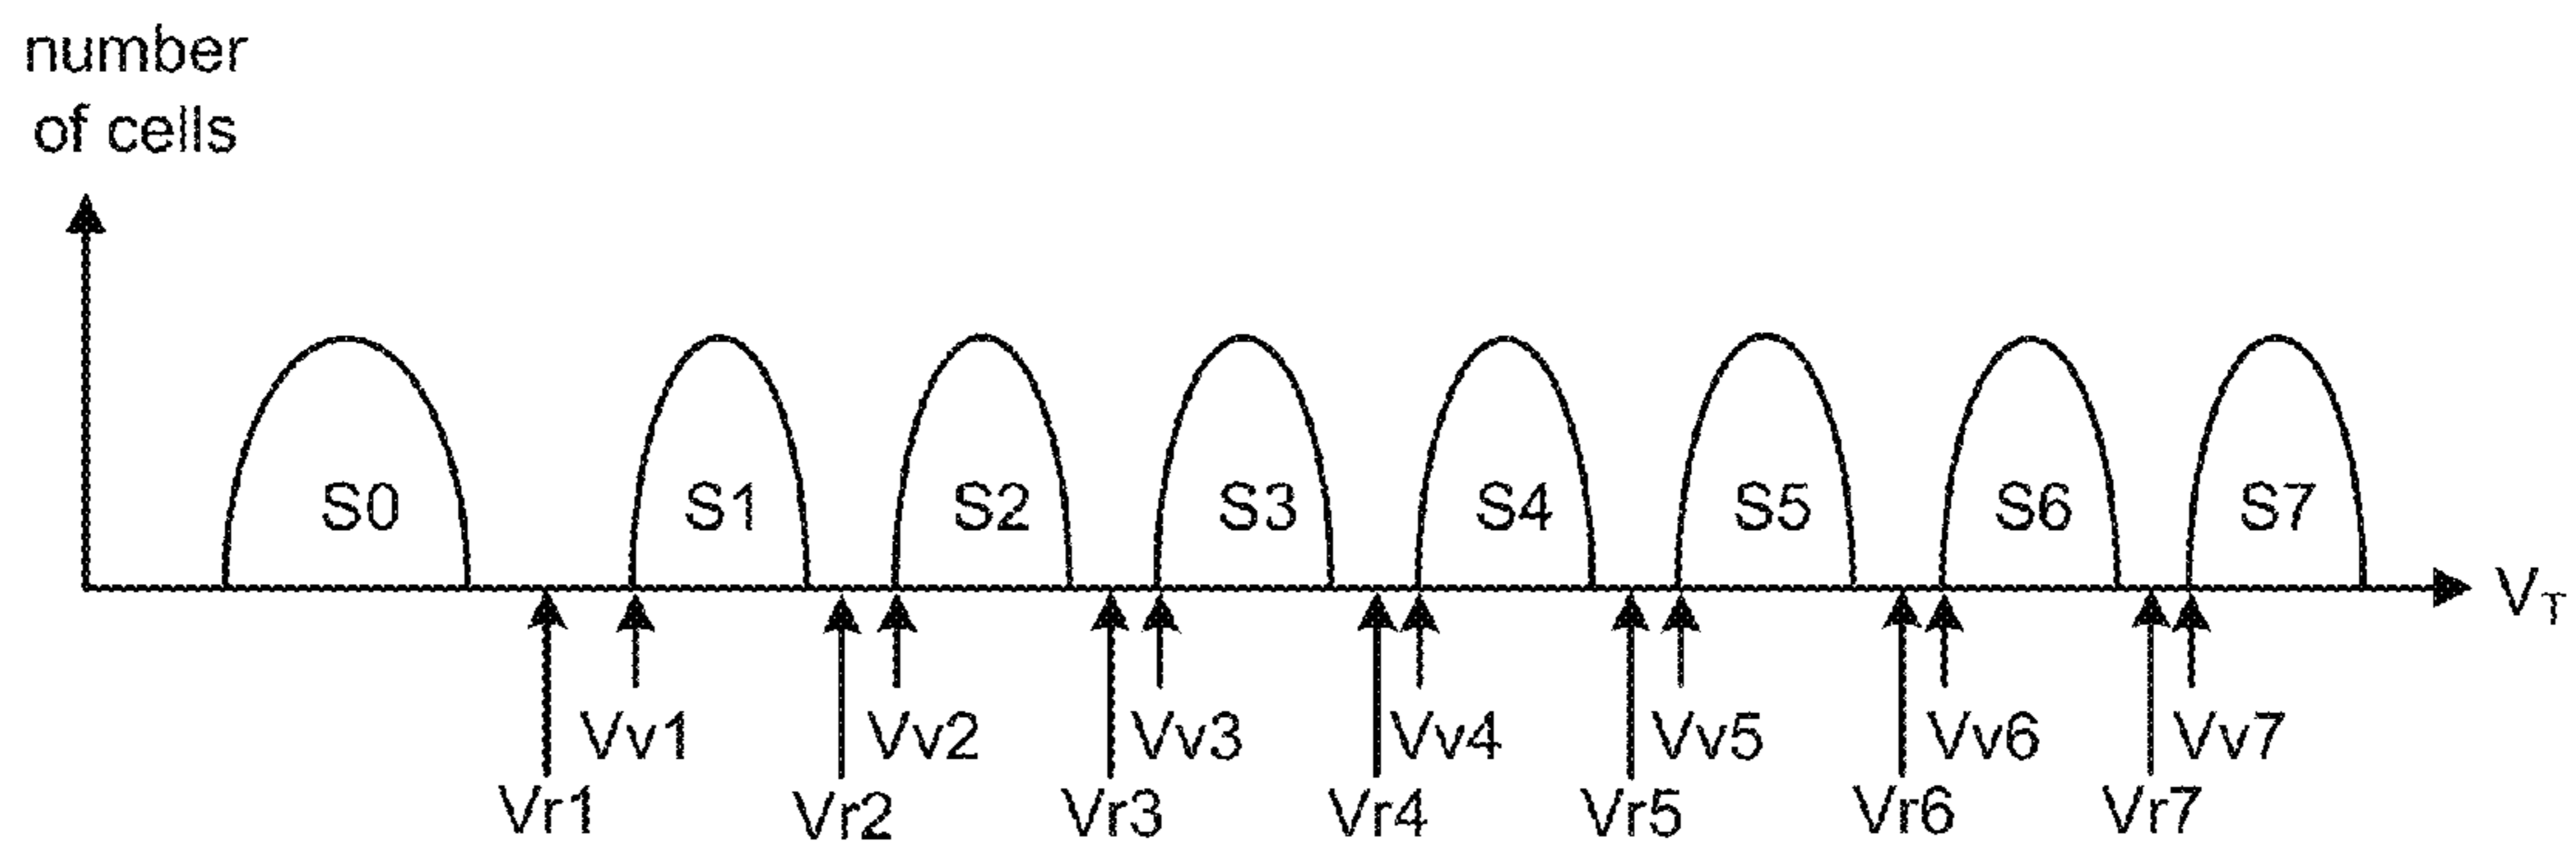 number
of cells
S0 S1 S2 S3 S4 S5 S6 S7
V_T
Vv1 Vv2 Vv3 Vv4 Vv5 Vv6 Vv7
Vr1 Vr2 Vr3 Vr4 Vr5 Vr6 Vr7